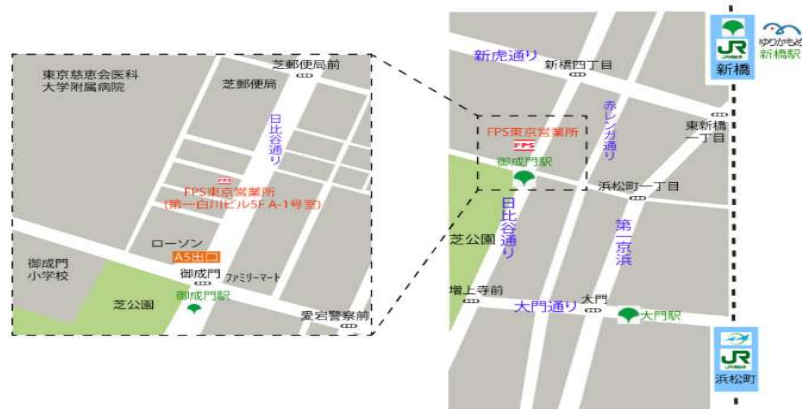 東京慈恵会医科
大学附属病院
芝郵便局
芝郵便局前
日比谷通り
FPS
FPS東京営業所
(第一白川ビル5F A-1号室)
ローソン
A5出口
御成門
小学校
御成門
ファミリーマート
芝公園
御成門駅
愛宕警察前
新虎通り
新橋四丁目
JR
新橋
ゆりかもめ
新橋駅
赤レンガ通り
東新橋
一丁目
FPS東京営業所
FPS
御成門駅
浜松町一丁目
日比谷通り
第一京浜
芝公園
増上寺前
大門通り
大門
大門駅
JR
浜松町